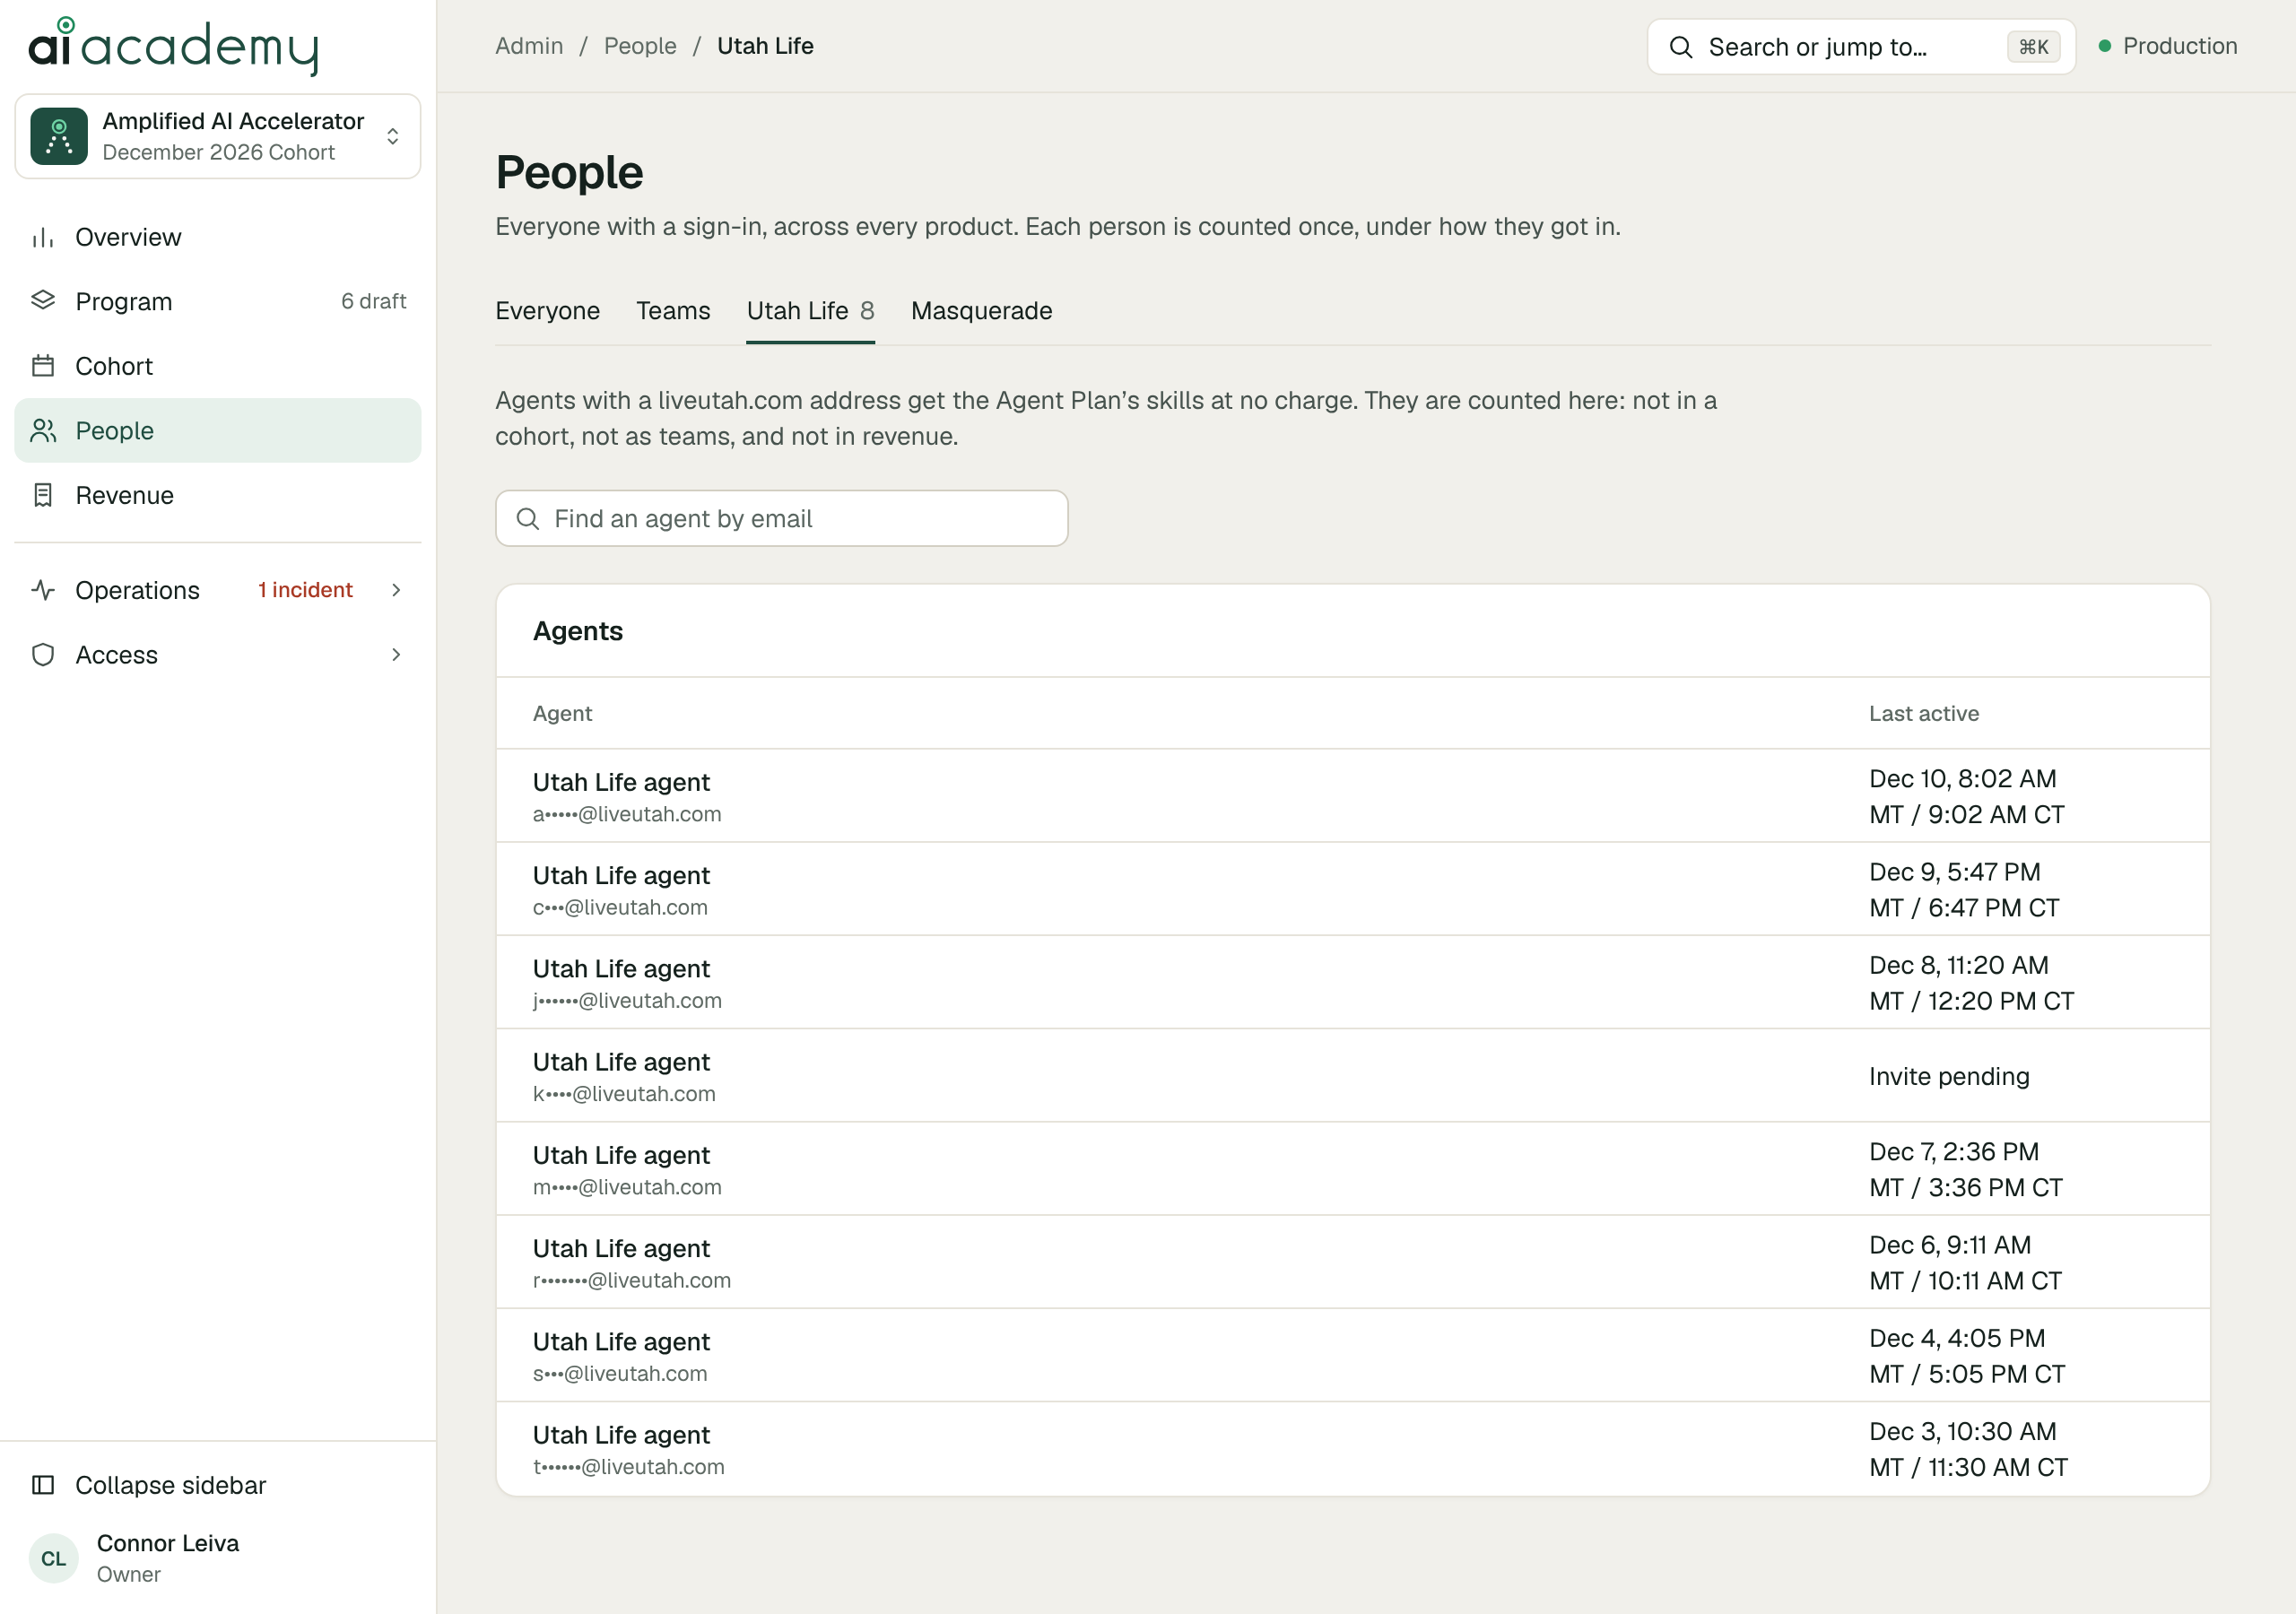 ai academy
Amplified AI Accelerator
December 2026 Cohort
Overview
Program 6 draft
Cohort
People
Revenue
Operations 1 incident
Access
Collapse sidebar
CL
Connor Leiva
Owner
Admin / People / Utah Life
Search or jump to... ⌘K
Production
People
Everyone with a sign-in, across every product. Each person is counted once, under how they got in.
Everyone Teams Utah Life 8 Masquerade
Agents with a liveutah.com address get the Agent Plan’s skills at no charge. They are counted here: not in a
cohort, not as teams, and not in revenue.
Find an agent by email
Agents
Agent Last active
Utah Life agent
a•••••@liveutah.com
Dec 10, 8:02 AM
MT / 9:02 AM CT
Utah Life agent
c•••@liveutah.com
Dec 9, 5:47 PM
MT / 6:47 PM CT
Utah Life agent
j••••••@liveutah.com
Dec 8, 11:20 AM
MT / 12:20 PM CT
Utah Life agent
k••••@liveutah.com
Invite pending
Utah Life agent
m••••@liveutah.com
Dec 7, 2:36 PM
MT / 3:36 PM CT
Utah Life agent
r•••••••@liveutah.com
Dec 6, 9:11 AM
MT / 10:11 AM CT
Utah Life agent
s•••@liveutah.com
Dec 4, 4:05 PM
MT / 5:05 PM CT
Utah Life agent
t••••••@liveutah.com
Dec 3, 10:30 AM
MT / 11:30 AM CT